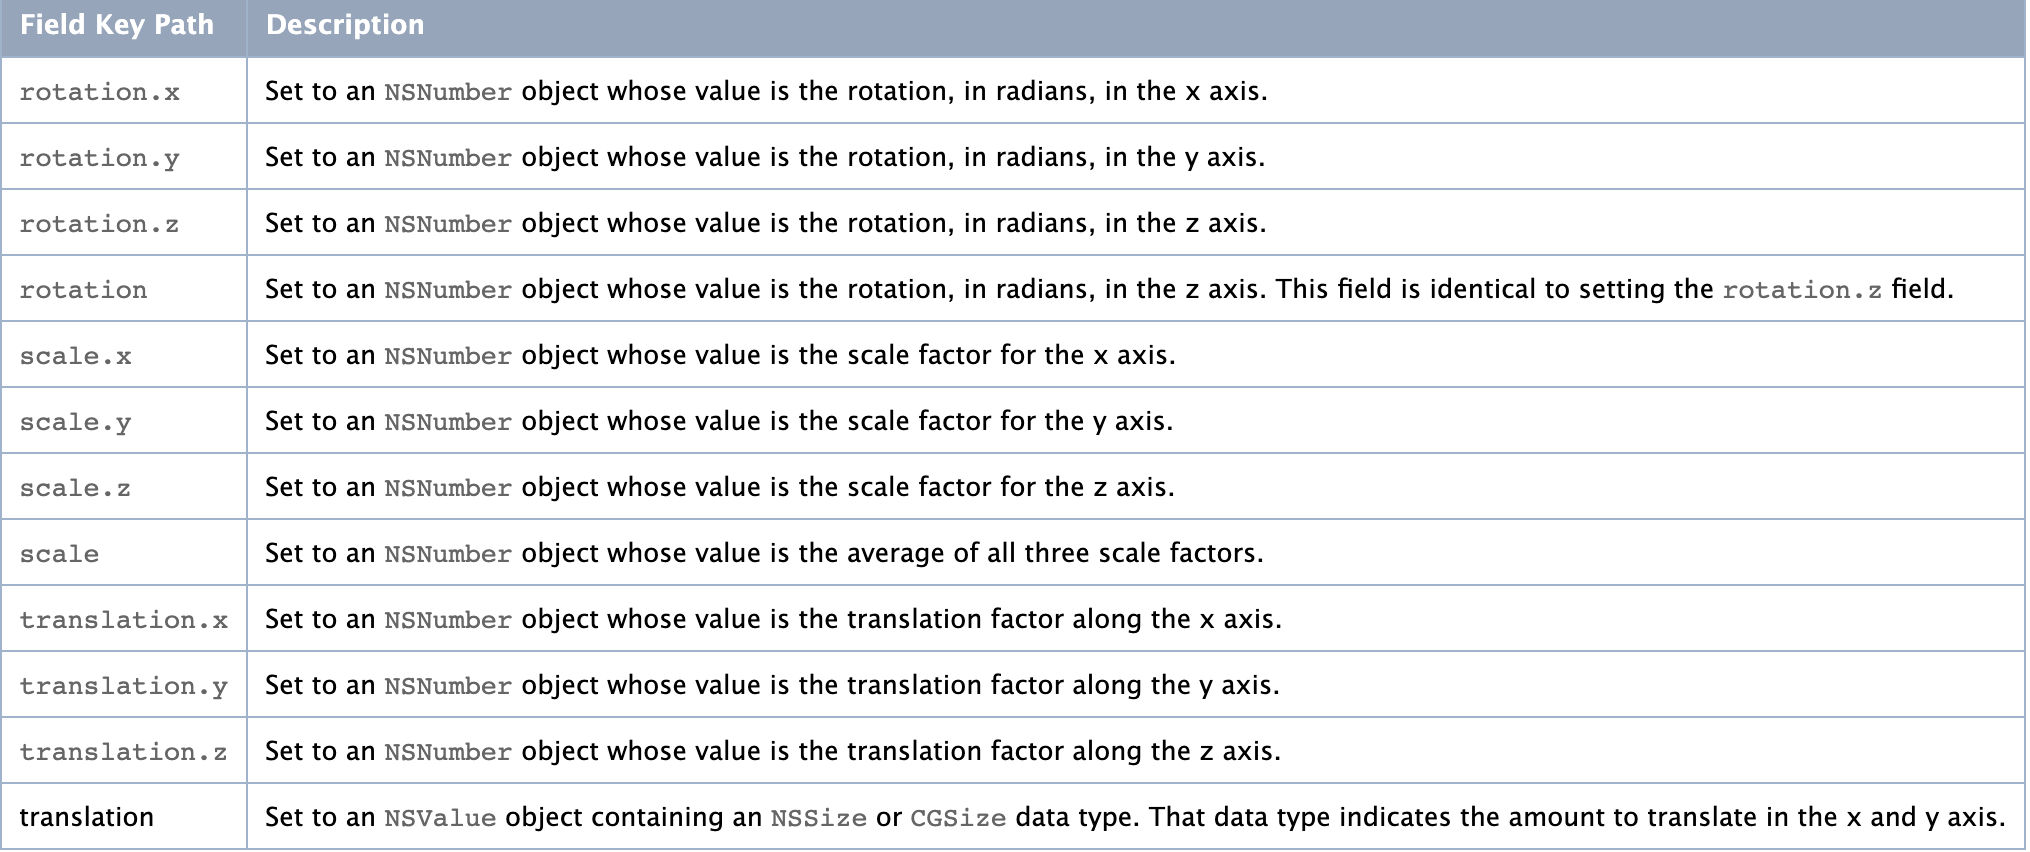 Field Key Path Description
rotation.x Set to an NSNumber object whose value is the rotation, in radians, in the x axis.
rotation.y Set to an NSNumber object whose value is the rotation, in radians, in the y axis.
rotation.z Set to an NSNumber object whose value is the rotation, in radians, in the z axis.
rotation Set to an NSNumber object whose value is the rotation, in radians, in the z axis. This field is identical to setting the rotation.z field.
scale.x Set to an NSNumber object whose value is the scale factor for the x axis.
scale.y Set to an NSNumber object whose value is the scale factor for the y axis.
scale.z Set to an NSNumber object whose value is the scale factor for the z axis.
scale Set to an NSNumber object whose value is the average of all three scale factors.
translation.x Set to an NSNumber object whose value is the translation factor along the x axis.
translation.y Set to an NSNumber object whose value is the translation factor along the y axis.
translation.z Set to an NSNumber object whose value is the translation factor along the z axis.
translation Set to an NSValue object containing an NSSize or CGSize data type. That data type indicates the amount to translate in the x and y axis.